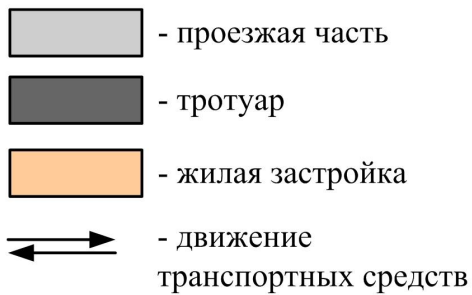 - проезжая часть
- тротуар
- жилая застройка
- движение
транспортных средств